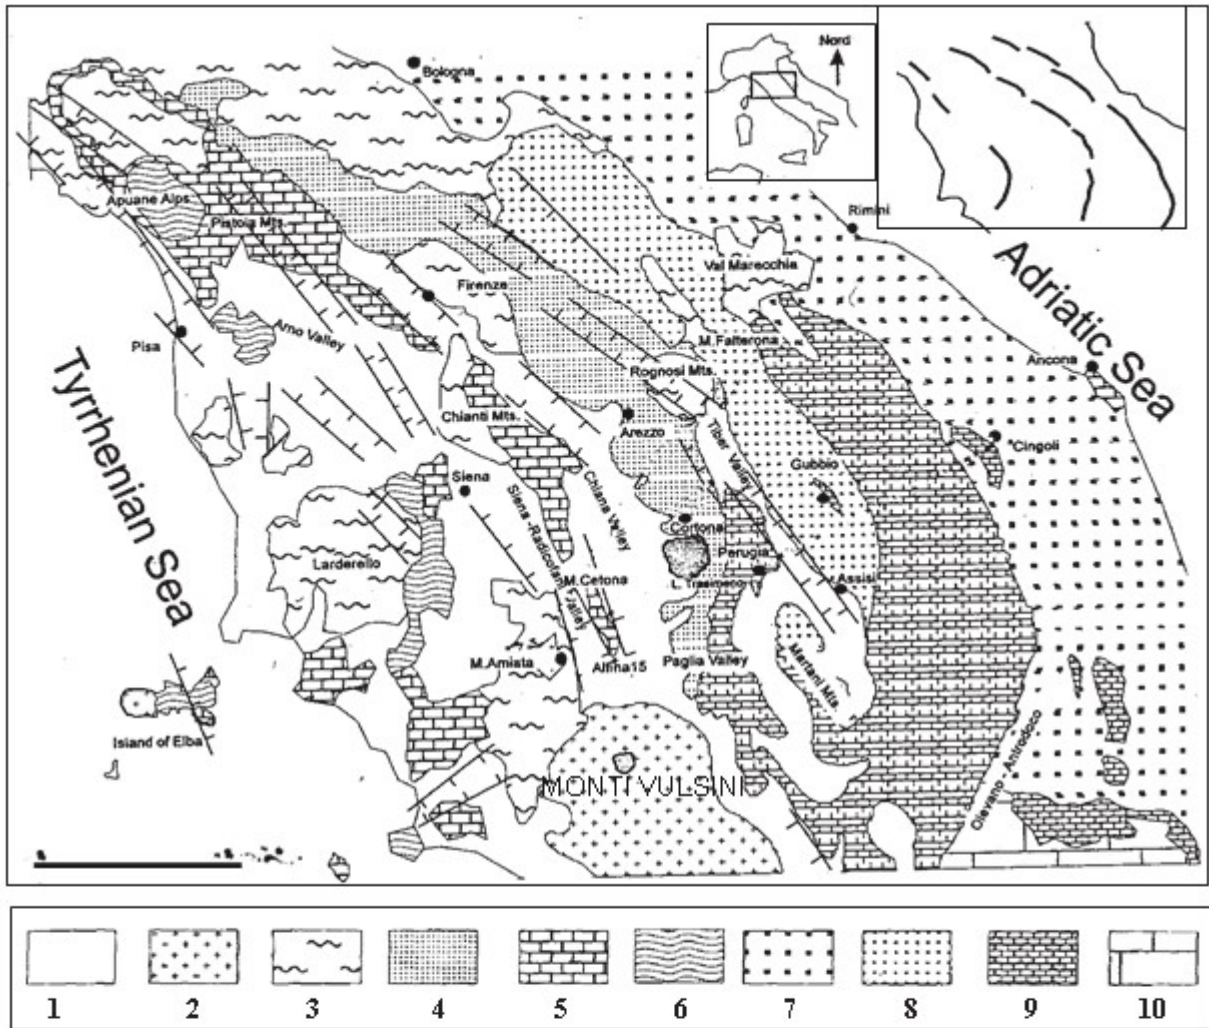 Nord
Bologna
Apuane Alps
Pistoia Mts.
Rimini
Adriatic Sea
Val Marecchia
Firenze
Arno Valley
Pisa
M.Falterona
Ancona
Rognosi Mts.
Tyrrhenian Sea
Chianti Mts.
Arezzo
Tiber Valley
Cingoli
Gubbio
Siena
Chiana Valley
Siena-Radicofani Valley
Cortona
Perugia
Larderello
M.Cetona
L. Trasimeno
Assisi
M.Amiata
Alfina15
Paglia Valley
Martani Mts.
Island of Elba
Olevano - Antrodoco
MONTI VULSINI
1 2 3 4 5 6 7 8 9 10